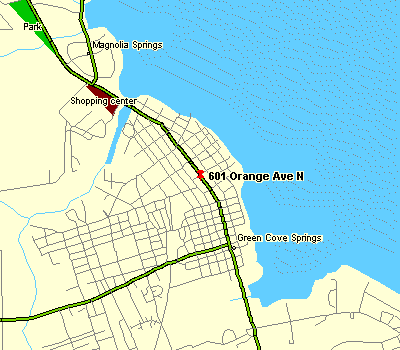 Park
Magnolia Springs
Shopping center
601 Orange Ave N
Green Cove Springs